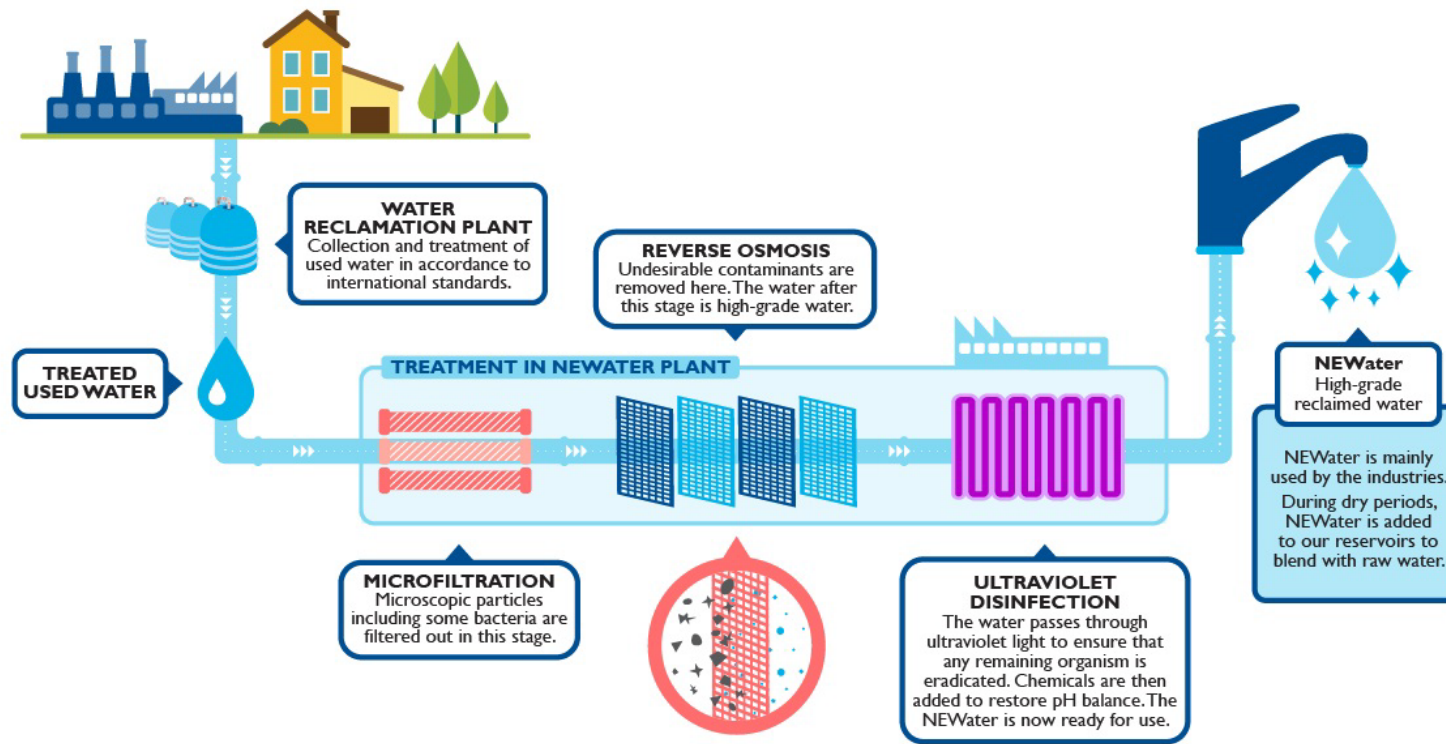 WATER
RECLAMATION PLANT
Collection and treatment of
used water in accordance to
international standards.
TREATED
USED WATER
TREATMENT IN NEWATER PLANT
MICROFILTRATION
Microscopic particles
including some bacteria are
filtered out in this stage.
REVERSE OSMOSIS
Undesirable contaminants are
removed here. The water after
this stage is high-grade water.
ULTRAVIOLET
DISINFECTION
The water passes through
ultraviolet light to ensure that
any remaining organism is
eradicated. Chemicals are then
added to restore pH balance. The
NEWater is now ready for use.
NEWater
High-grade
reclaimed water
NEWater is mainly
used by the industries.
During dry periods,
NEWater is added
to our reservoirs to
blend with raw water.